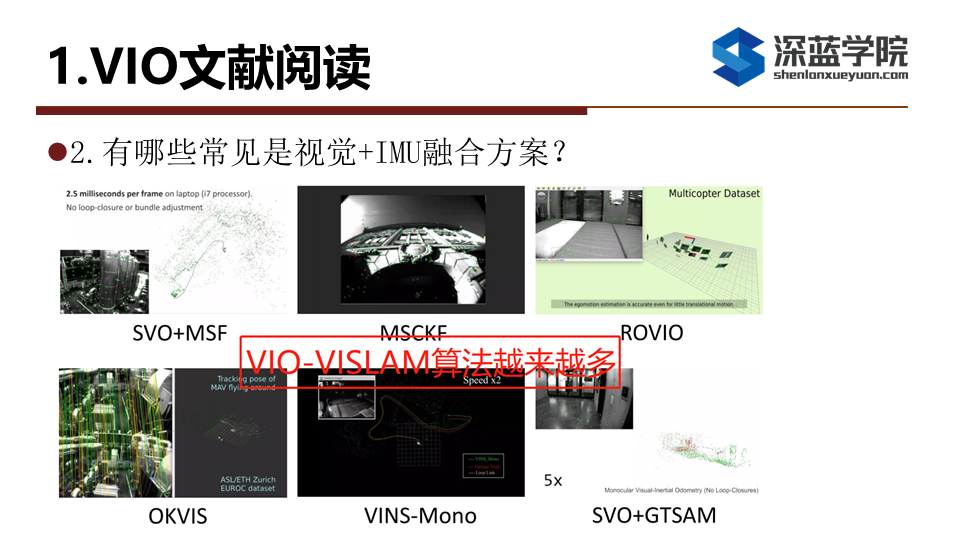 1.VIO文献阅读
深蓝学院
shenlanxueyuan.com
●2.有哪些常见是视觉+IMU融合方案？
2.5 milliseconds per frame on laptop (i7 processor).
No loop-closure or bundle adjustment
Multicopter Dataset
The egomotion estimation is accurate even for little translational motion
SVO+MSF
MSCKF
ROVIO
VIO-VISLAM算法越来越多
Tracking pose of
MAV flying around
Speed x2
ASL/ETH Zurich
EUROC dataset
VINS_Mono
Ground Truth
Loop Link
5x
Monocular Visual-Inertial Odometry (No Loop-Closures)
OKVIS
VINS-Mono
SVO+GTSAM